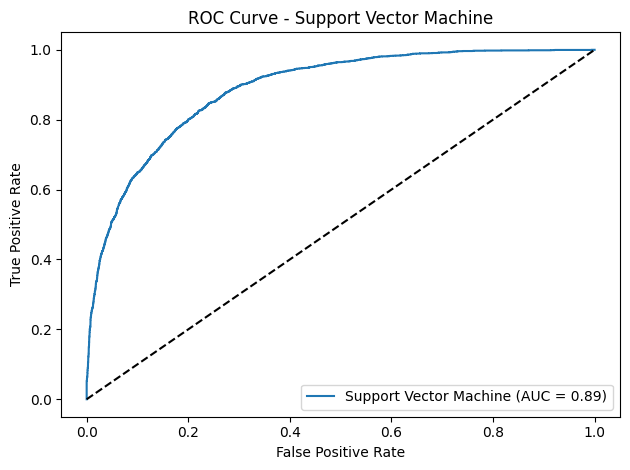 ROC Curve - Support Vector Machine
1.0
0.8
0.6
0.4
0.2
0.0
True Positive Rate
Support Vector Machine (AUC = 0.89)
0.0 0.2 0.4 0.6 0.8 1.0
False Positive Rate